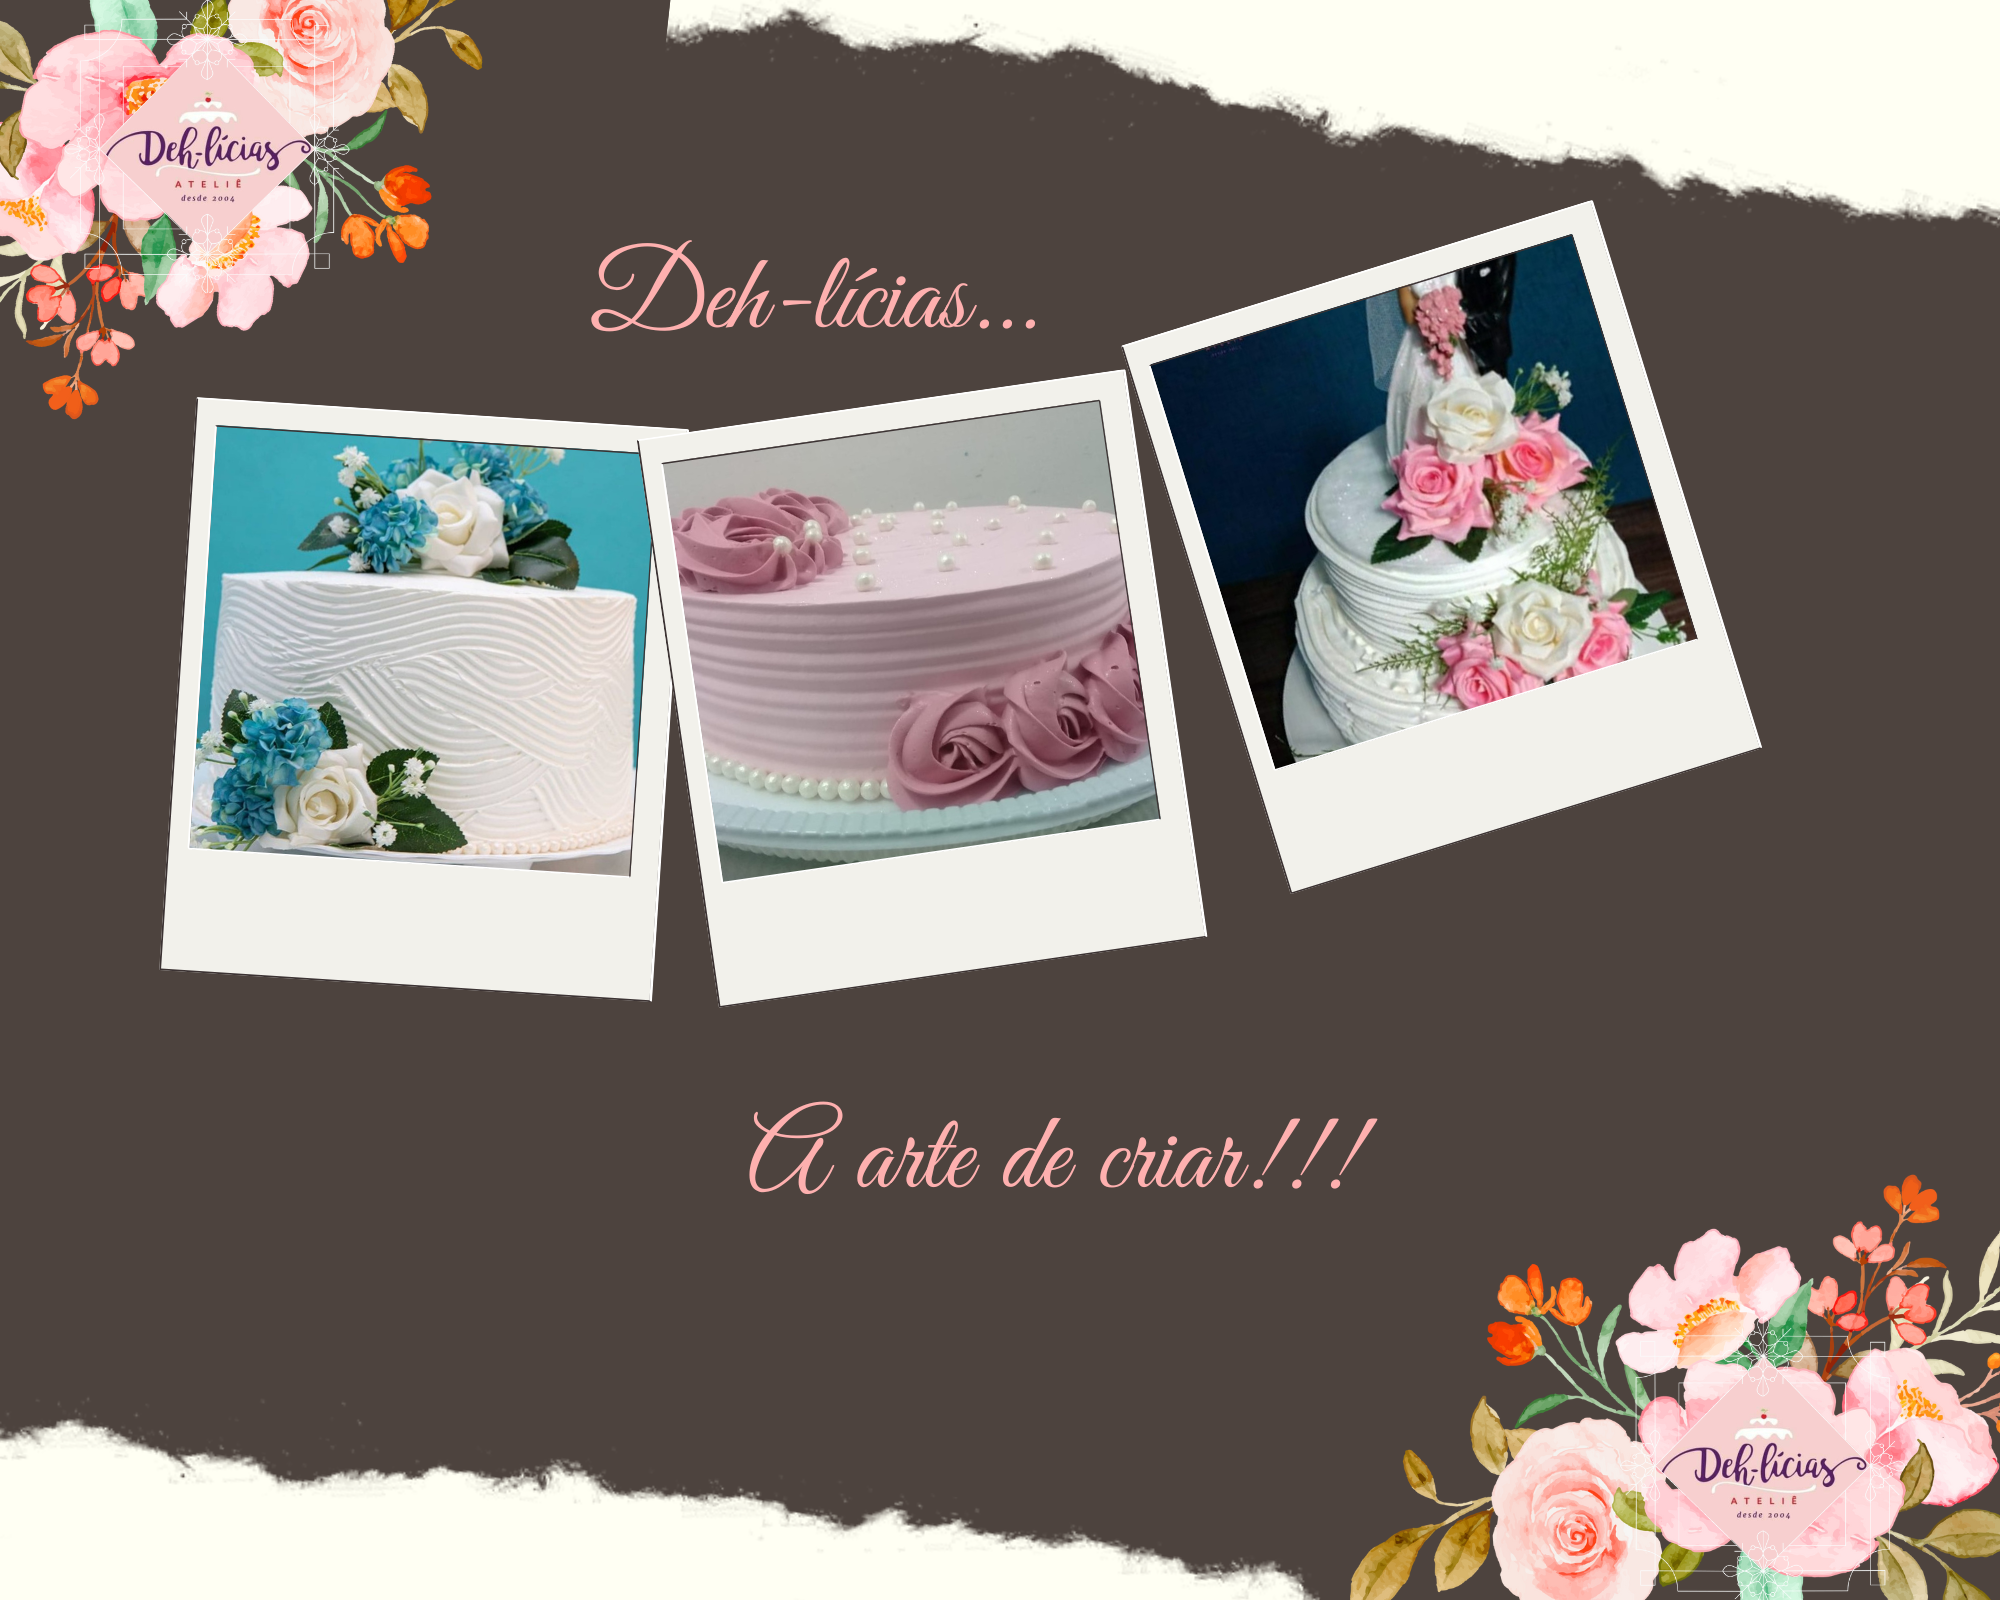 Deh-lícias
ATELIÊ
desde 2004
Deh-lícias...
A arte de criar!!!
Deh-lícias
ATELIÊ
desde 2004